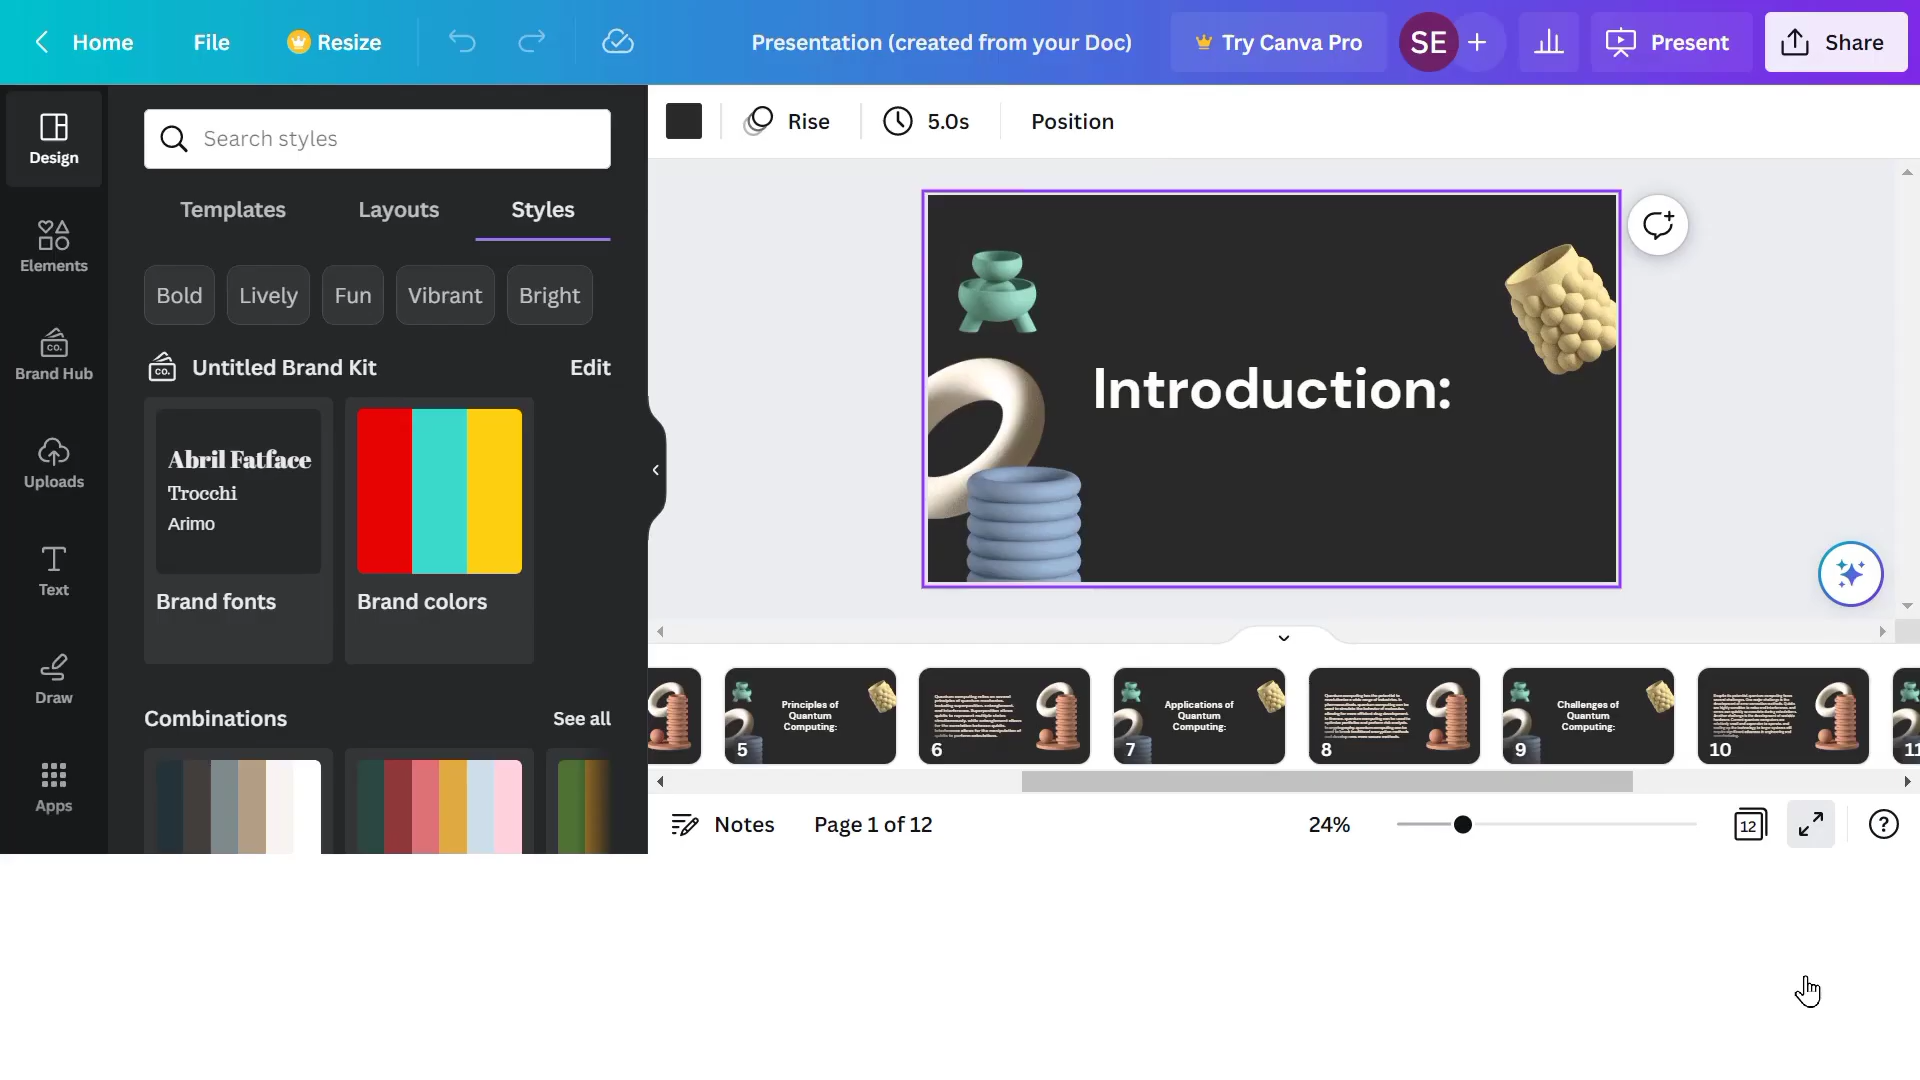 Home
File
Resize
Presentation (created from your Doc)
Try Canva Pro
SE
Present
Share
Design
Elements
Brand Hub
Uploads
Text
Draw
Apps
Search styles
Templates
Layouts
Styles
Bold
Lively
Fun
Vibrant
Bright
CO.
Untitled Brand Kit
Edit
Abril Fatface
Trocchi
Arimo
Brand fonts
Brand colors
Combinations
See all
Rise
5.0s
Position
Introduction:
Principles of
Quantum
Computing:
5
6
Applications of
Quantum
Computing:
7
8
Challenges of
Quantum
Computing:
9
10
11
Notes
Page 1 of 12
24%
12